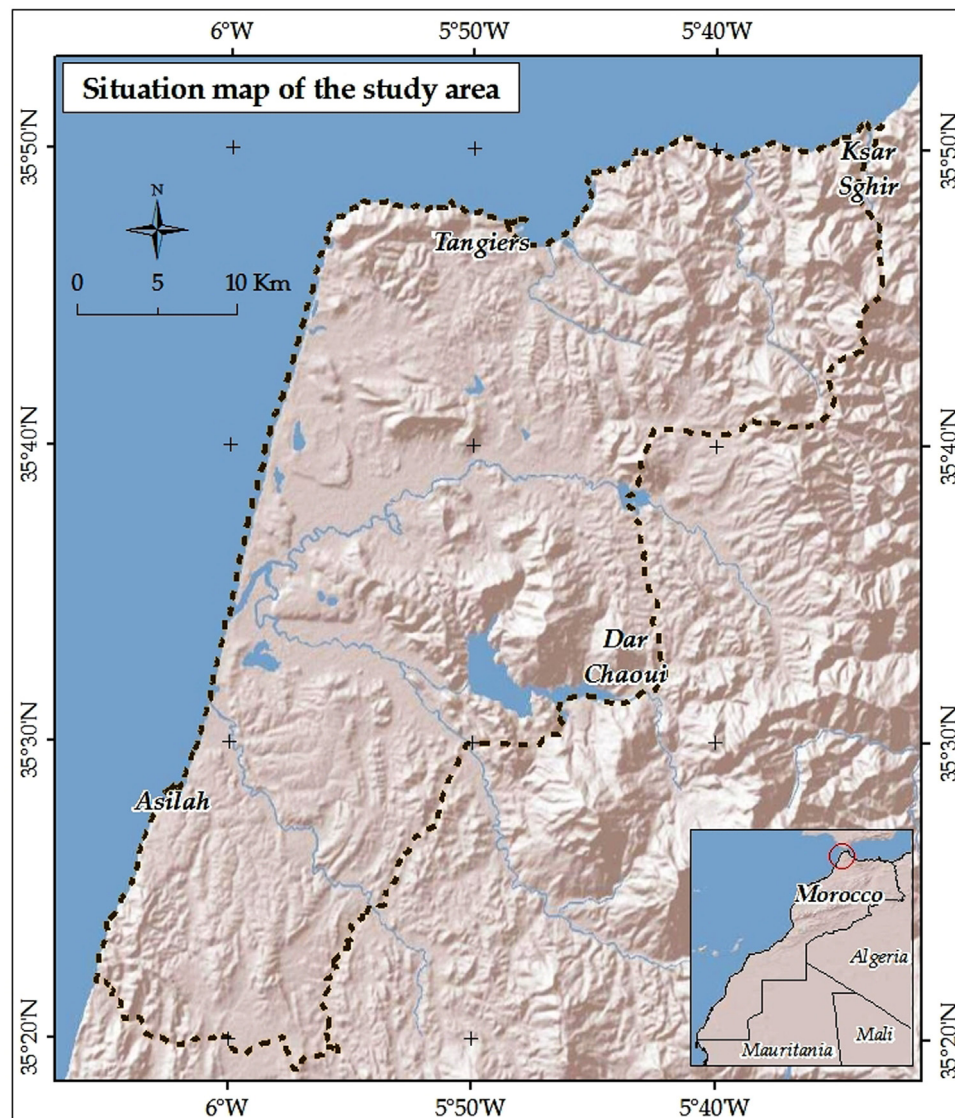 6°W 5°50'W 5°40'W
Situation map of the study area
35°50'N
35°50'N
Ksar
Sghir
N
Tangiers
0 5 10 Km
35°40'N
35°40'N
Dar
Chaoui
35°30'N
35°30'N
Asilah
Morocco
Algeria
Mali
Mauritania
35°20'N
35°20'N
6°W 5°50'W 5°40'W